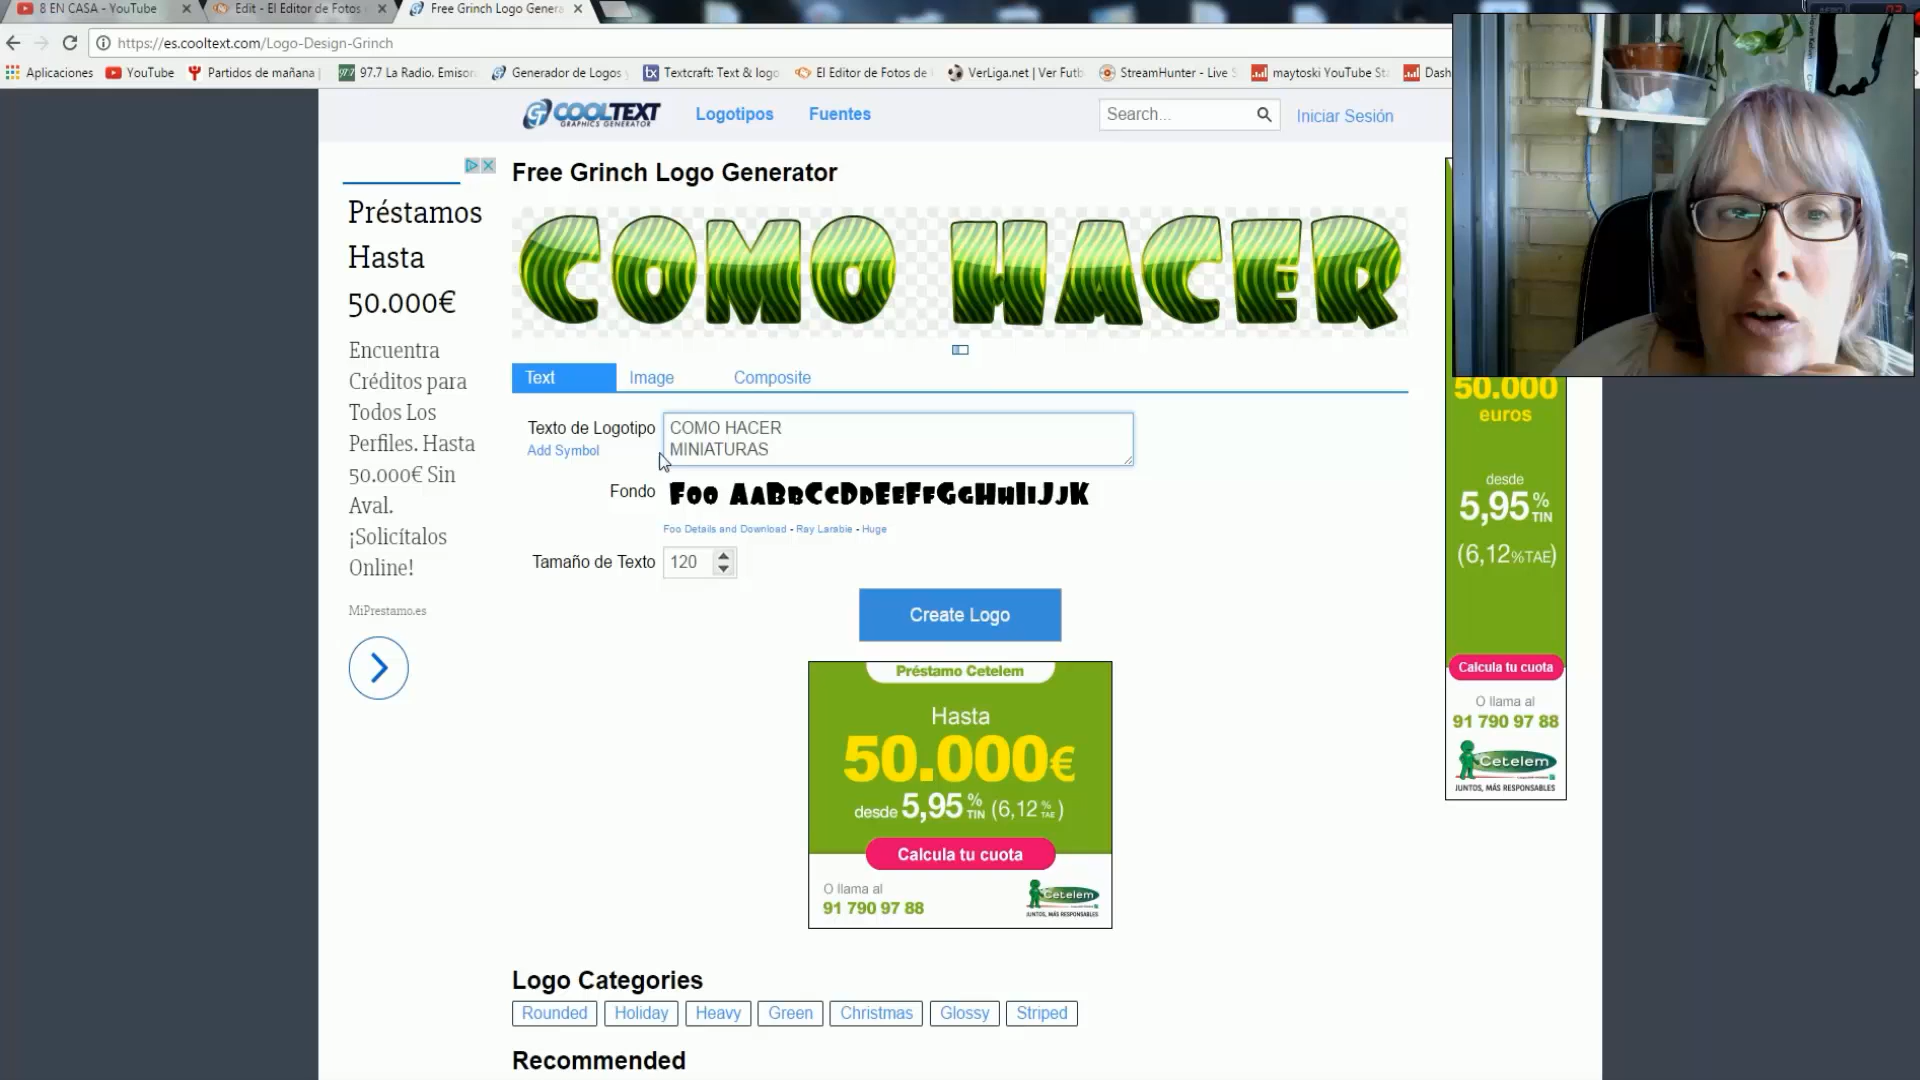 8 EN CASA - YouTube
Edit - El Editor de Fotos
Free Grinch Logo Genera
https://es.cooltext.com/Logo-Design-Grinch
Aplicaciones
YouTube
Partidos de mañana
97.7 La Radio. Emisor
Generador de Logos
Textcraft: Text & logo
El Editor de Fotos de
VerLiga.net | Ver Futb
StreamHunter - Live S
maytoski YouTube Sta
Dash
COOLTEXT
GRAPHICS GENERATOR
Logotipos
Fuentes
Search...
Iniciar Sesión
Free Grinch Logo Generator
COMO HACER
Préstamos
Hasta
50.000€
Encuentra
Créditos para
Todos Los
Perfiles. Hasta
50.000€ Sin
Aval.
¡Solicítalos
Online!
MiPrestamo.es
Text
Image
Composite
Texto de Logotipo
Add Symbol
COMO HACER
MINIATURAS
Fondo
Foo AaBbCcDdEeFfGgHhIiJjK
Foo Details and Download - Ray Larabie - Huge
Tamaño de Texto
120
Create Logo
Préstamo Cetelem
Hasta
50.000€
desde 5,95 % TIN (6,12 % TAE)
Calcula tu cuota
O llama al
91 790 97 88
Cetelem
JUNTOS, MÁS RESPONSABLES
50.000
euros
desde
5,95 % TIN
(6,12 % TAE)
Calcula tu cuota
O llama al
91 790 97 88
Cetelem
JUNTOS, MÁS RESPONSABLES
Logo Categories
Rounded
Holiday
Heavy
Green
Christmas
Glossy
Striped
Recommended